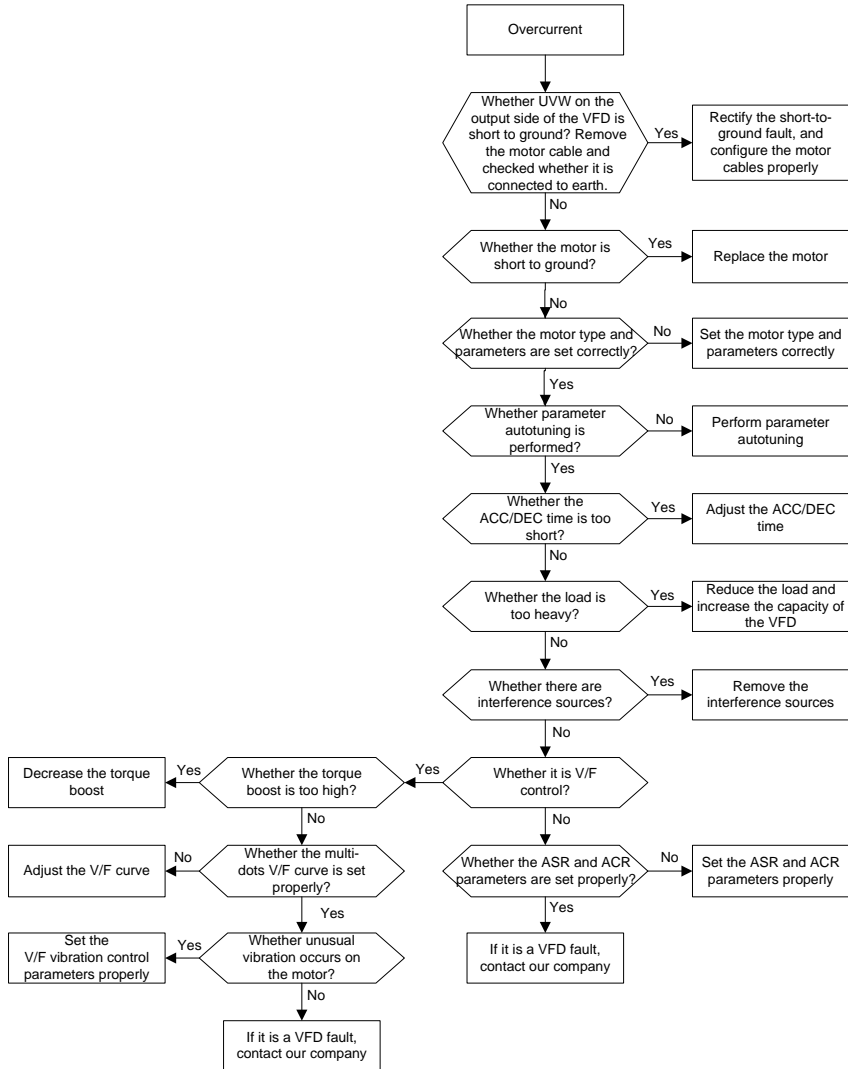 Overcurrent
Whether UVW on the
output side of the VFD is
short to ground? Remove
the motor cable and
checked whether it is
connected to earth.
Yes
Rectify the short-to-
ground fault, and
configure the motor
cables properly
No
Whether the motor is
short to ground?
Yes
Replace the motor
No
Whether the motor type and
parameters are set correctly?
No
Set the motor type and
parameters correctly
Yes
Whether parameter
autotuning is
performed?
No
Perform parameter
autotuning
Yes
Whether the
ACC/DEC time is too
short?
Yes
Adjust the ACC/DEC
time
No
Whether the load is
too heavy?
Yes
Reduce the load and
increase the capacity of
the VFD
No
Whether there are
interference sources?
Yes
Remove the
interference sources
No
Decrease the torque
boost
Yes
Whether the torque
boost is too high?
Yes
Whether it is V/F
control?
No
No
Adjust the V/F curve
No
Whether the multi-
dots V/F curve is set
properly?
Whether the ASR and ACR
parameters are set properly?
No
Set the ASR and ACR
parameters properly
Yes
Yes
Set the
V/F vibration control
parameters properly
Yes
Whether unusual
vibration occurs on
the motor?
If it is a VFD fault,
contact our company
No
If it is a VFD fault,
contact our company